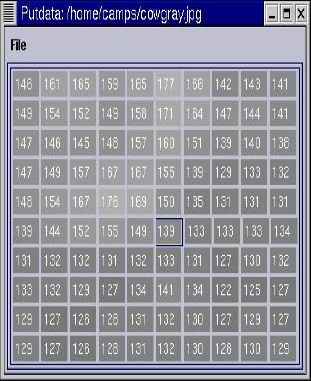 Putdata: /home/camps/cowgray.jpg
File
146 161 165 159 165 177 166 142 143 141
149 154 152 149 158 171 164 147 144 141
147 146 145 148 157 160 151 139 140 138
147 150 157 167 167 155 139 129 133 132
148 154 167 178 169 150 135 131 131 131
139 144 152 155 149 139 133 133 133 134
131 132 132 131 132 133 131 127 130 132
133 132 129 127 134 141 134 122 125 127
132 127 126 130 131 132 130 127 129 127
129 127 126 128 131 132 130 128 130 129